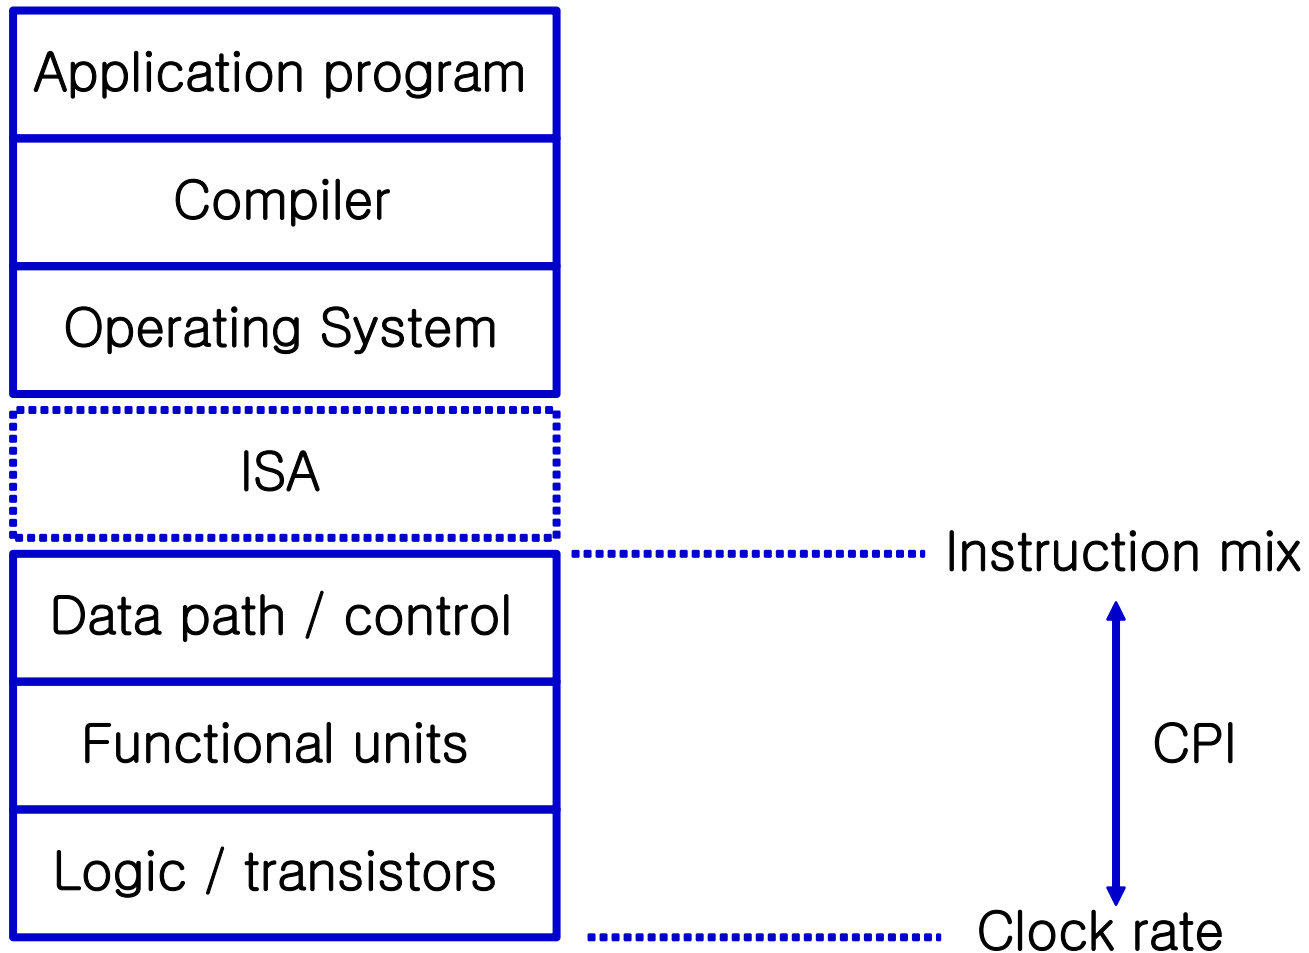 Application program
Compiler
Operating System
ISA
Data path / control
Functional units
Logic / transistors
Instruction mix
CPI
Clock rate